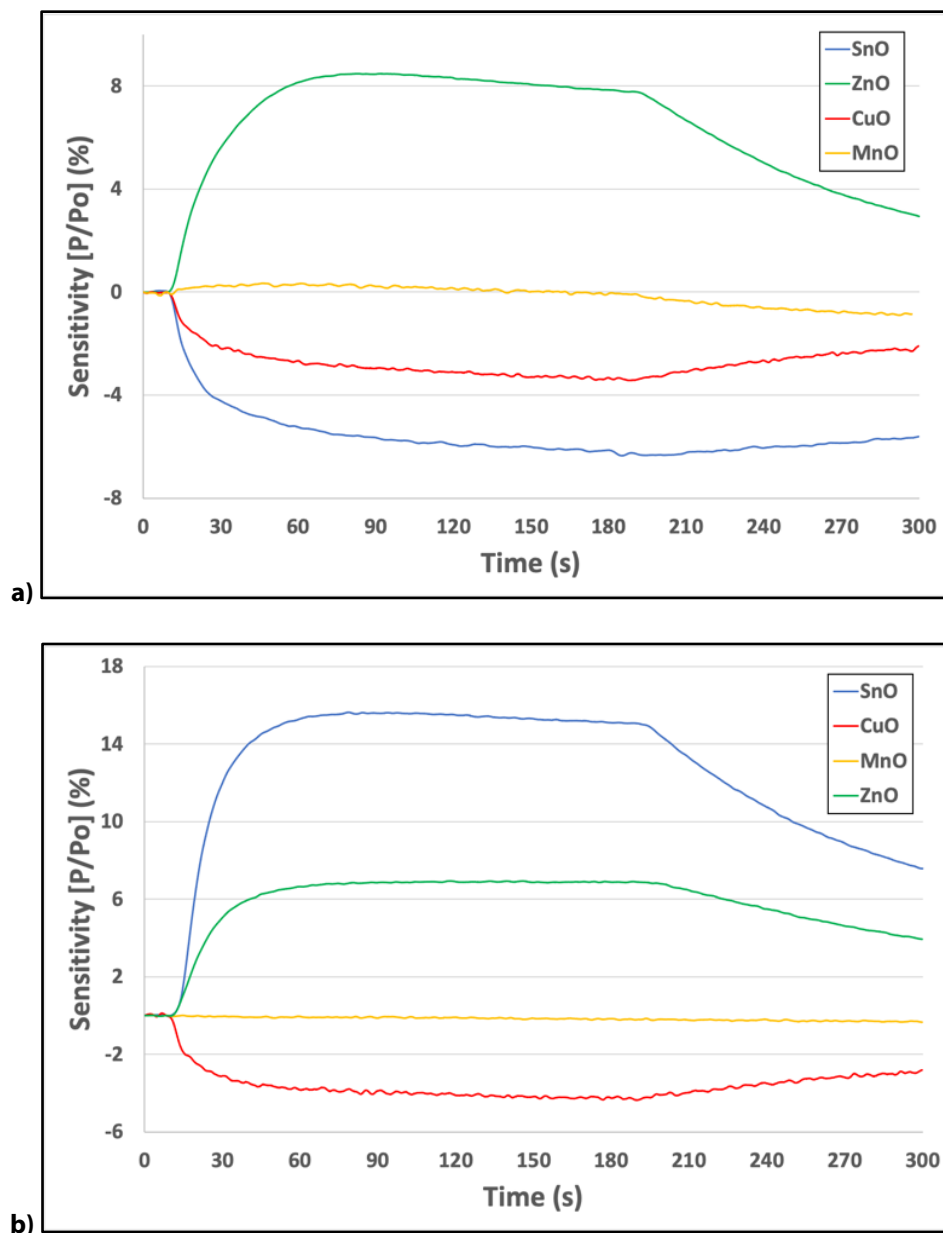 SnO
ZnO
CuO
MnO
Sensitivity [P/Po] (%)
8
4
0
-4
-8
0 30 60 90 120 150 180 210 240 270 300
Time (s)
a)
SnO
CuO
MnO
ZnO
Sensitivity [P/Po] (%)
18
14
10
6
2
-2
-6
0 30 60 90 120 150 180 210 240 270 300
Time (s)
b)